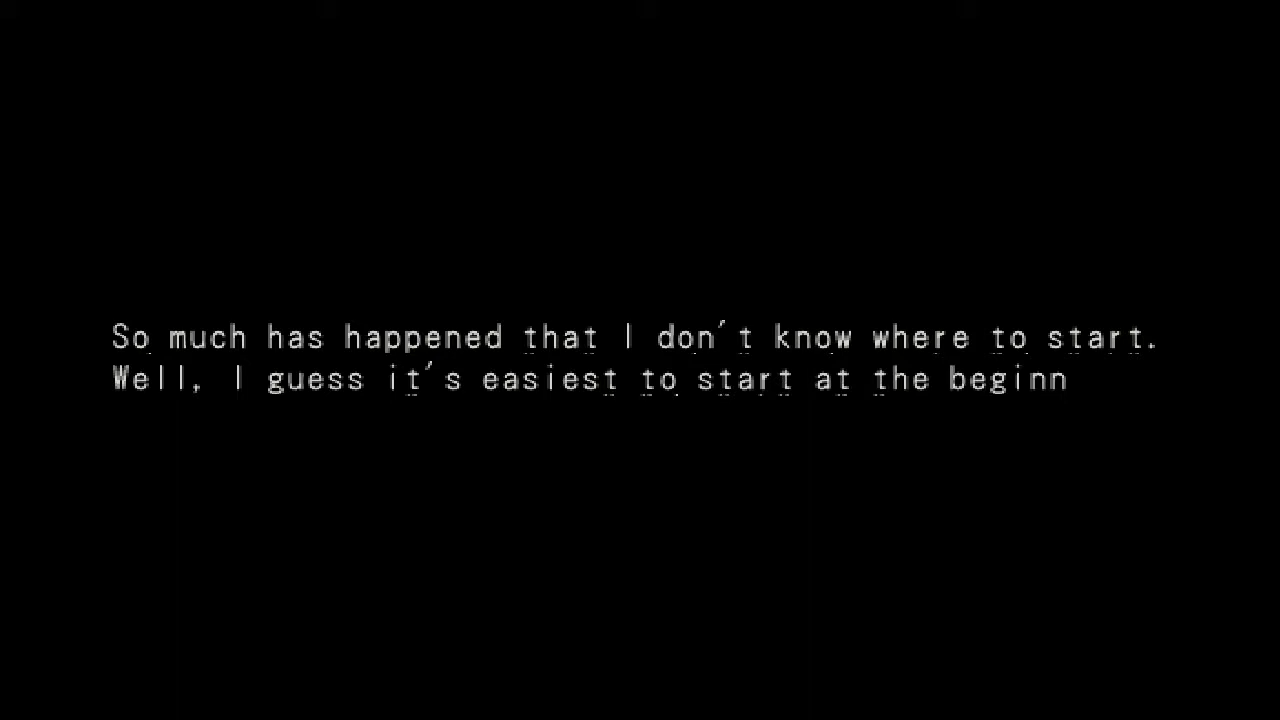 So much has happened that I don't know where to start.
Well, I guess it's easiest to start at the beginn